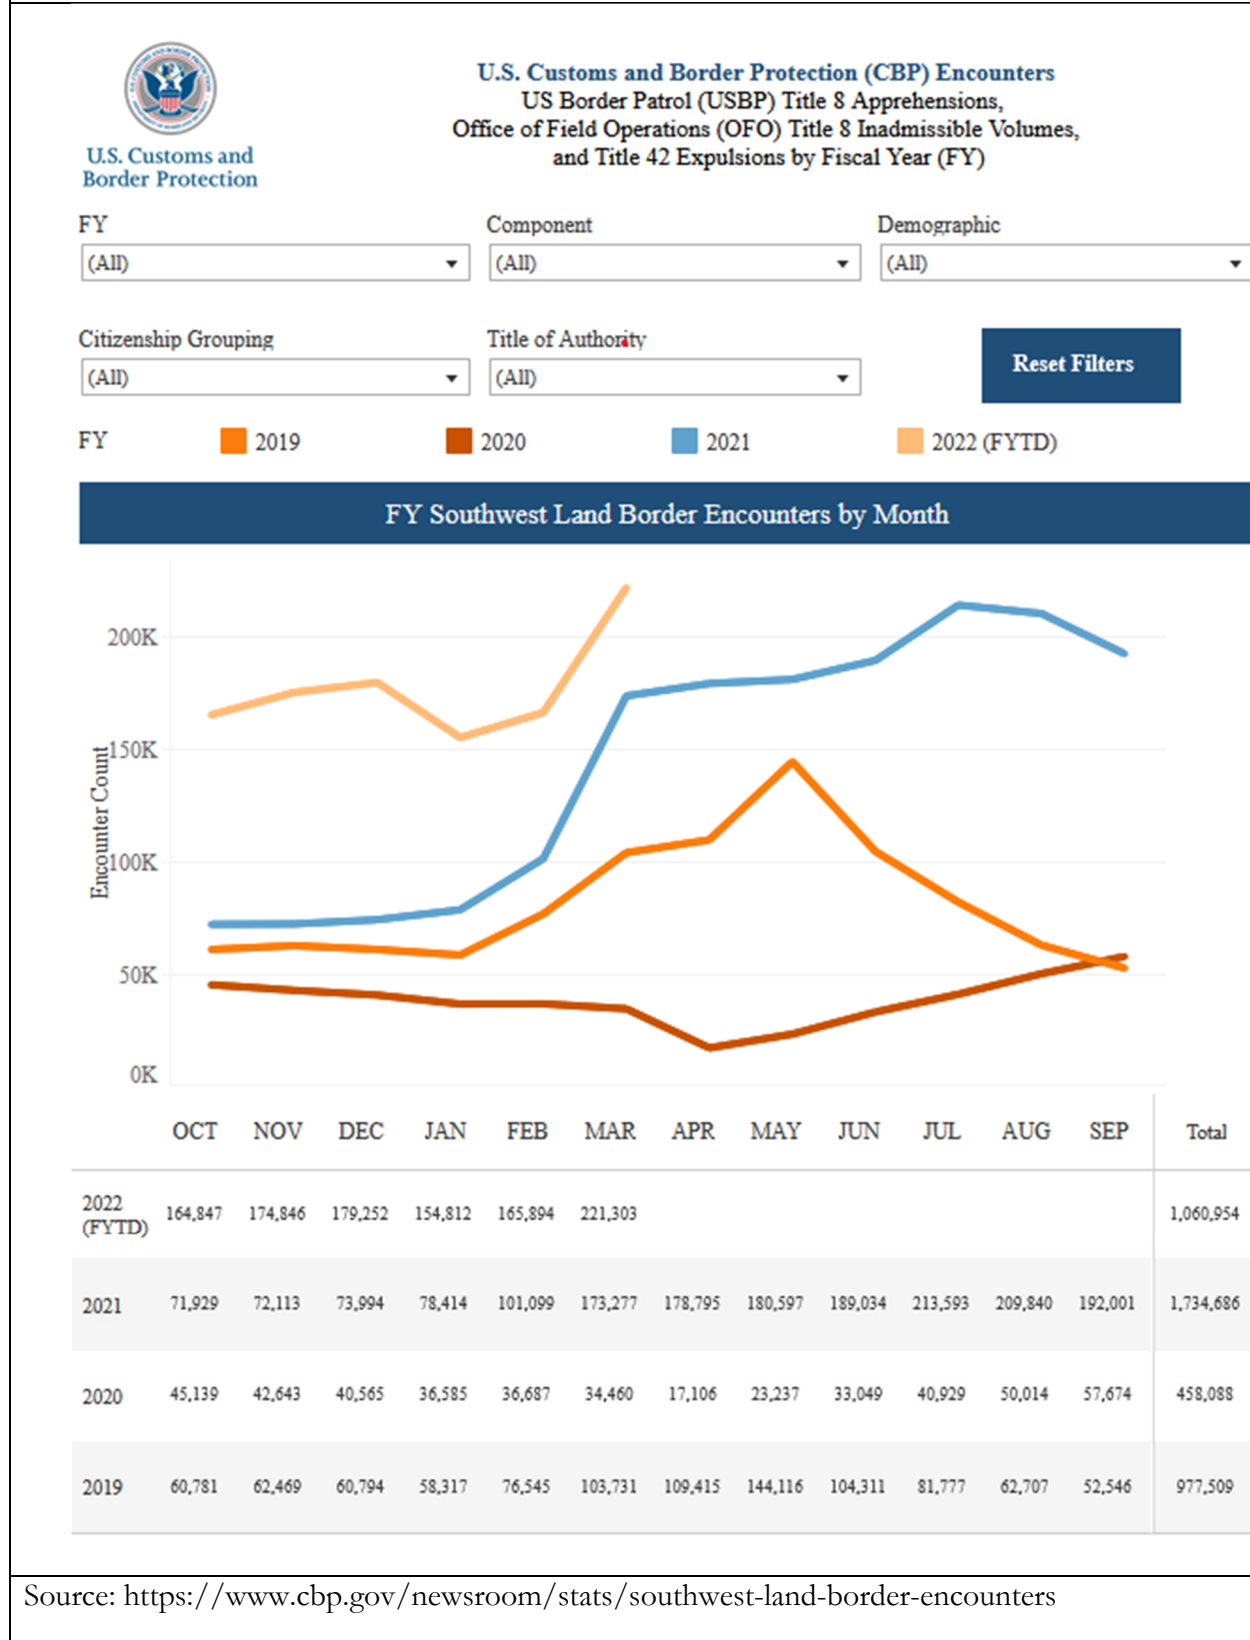 U.S. Customs and
Border Protection
U.S. Customs and Border Protection (CBP) Encounters
US Border Patrol (USBP) Title 8 Apprehensions,
Office of Field Operations (OFO) Title 8 Inadmissible Volumes,
and Title 42 Expulsions by Fiscal Year (FY)
FY Component Demographic
(All) (All) (All)
Citizenship Grouping Title of Authority
(All) (All) Reset Filters
FY 2019 2020 2021 2022 (FYTD)
FY Southwest Land Border Encounters by Month
Encounter Count
200K
150K
100K
50K
0K
OCT NOV DEC JAN FEB MAR APR MAY JUN JUL AUG SEP Total
2022 (FYTD) 164,847 174,846 179,252 154,812 165,894 221,303 1,060,954
2021 71,929 72,113 73,994 78,414 101,099 173,277 178,795 180,597 189,034 213,593 209,840 192,001 1,734,686
2020 45,139 42,643 40,565 36,585 36,687 34,460 17,106 23,237 33,049 40,929 50,014 57,674 458,088
2019 60,781 62,469 60,794 58,317 76,545 103,731 109,415 144,116 104,311 81,777 62,707 52,546 977,509
Source: https://www.cbp.gov/newsroom/stats/southwest-land-border-encounters